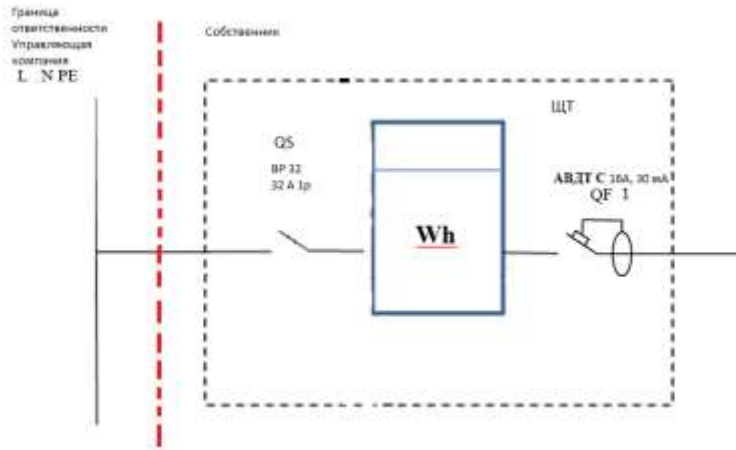 Граница
ответственности
Управляющая
компания
L N PE
Собственник
ЩТ
QS
ВР 32
32 А 1р
АВДТ С 16А, 30 мА
QF 1
Wh